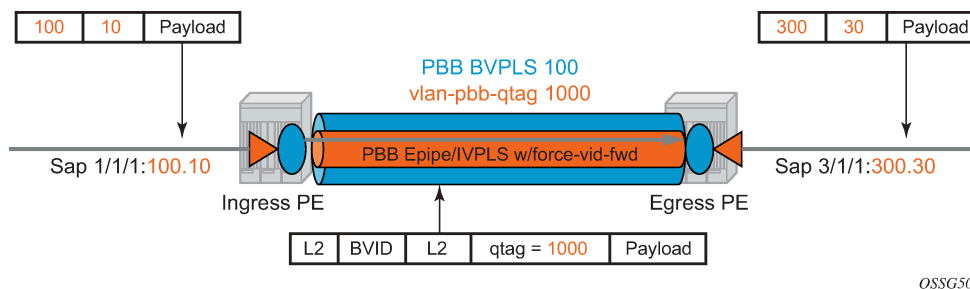 100 10 Payload
300 30 Payload
PBB BVPLS 100
vlan-pbb-qtag 1000
PBB Epipe/IVPLS w/force-vid-fwd
Sap 1/1/1:100.10
Sap 3/1/1:300.30
Ingress PE
Egress PE
L2 BVID L2 qtag = 1000 Payload
OSSG50